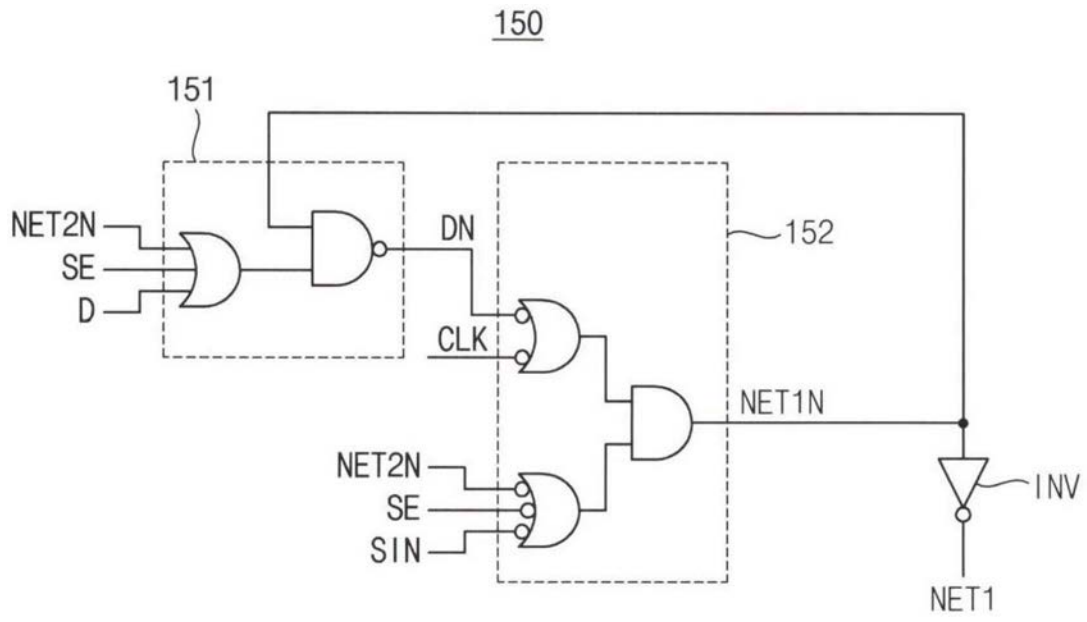 150
151
NET2N
SE
D
DN
CLK
152
NET1N
NET2N
SE
SIN
INV
NET1